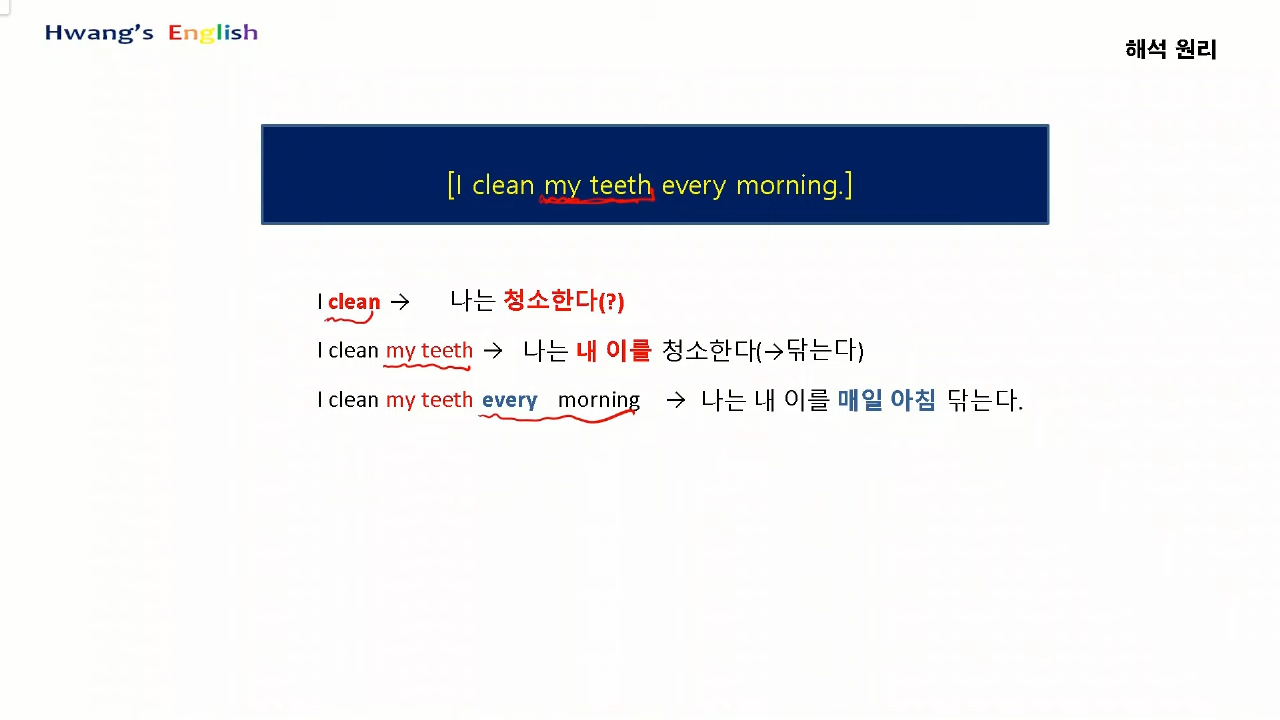 Hwang's English
해석 원리
[I clean my teeth every morning.]
I clean → 나는 청소한다(?)
I clean my teeth → 나는 내 이를 청소한다(→닦는다)
I clean my teeth every morning → 나는 내 이를 매일 아침 닦는다.